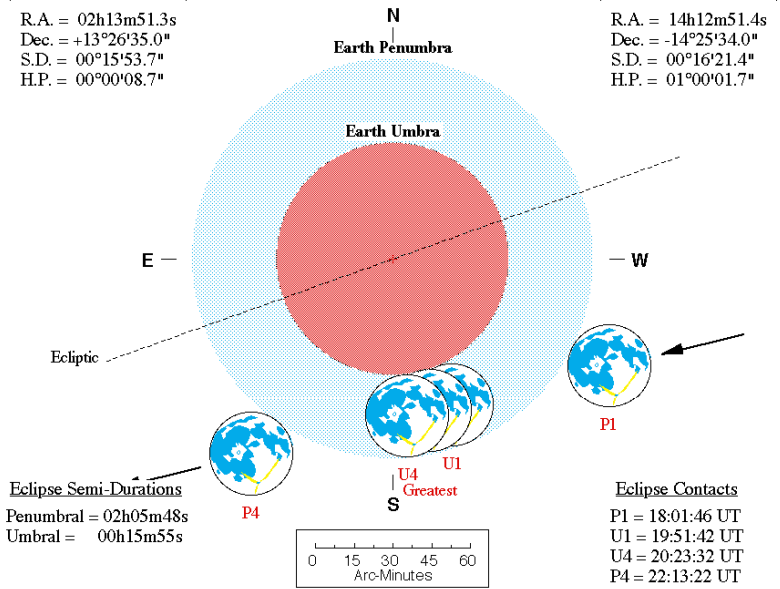 R.A. = 02h13m51.3s
Dec. = +13°26'35.0"
S.D. = 00°15'53.7"
H.P. = 00°00'08.7"
N
R.A. = 14h12m51.4s
Dec. = -14°25'34.0"
S.D. = 00°16'21.4"
H.P. = 01°00'01.7"
Earth Penumbra
Earth Umbra
E
W
Ecliptic
P1
U1
U4
Greatest
P4
S
Eclipse Semi-Durations
Penumbral = 02h05m48s
Umbral = 00h15m55s
Eclipse Contacts
P1 = 18:01:46 UT
U1 = 19:51:42 UT
U4 = 20:23:32 UT
P4 = 22:13:22 UT
0 15 30 45 60
Arc-Minutes